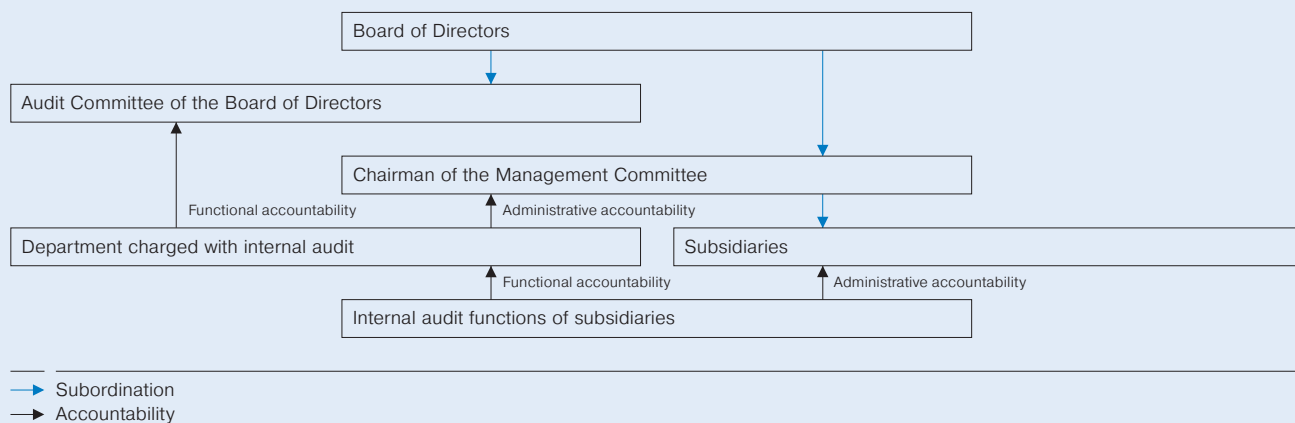 Board of Directors
Audit Committee of the Board of Directors
Chairman of the Management Committee
Functional accountability
Administrative accountability
Department charged with internal audit
Subsidiaries
Functional accountability
Administrative accountability
Internal audit functions of subsidiaries
Subordination
Accountability